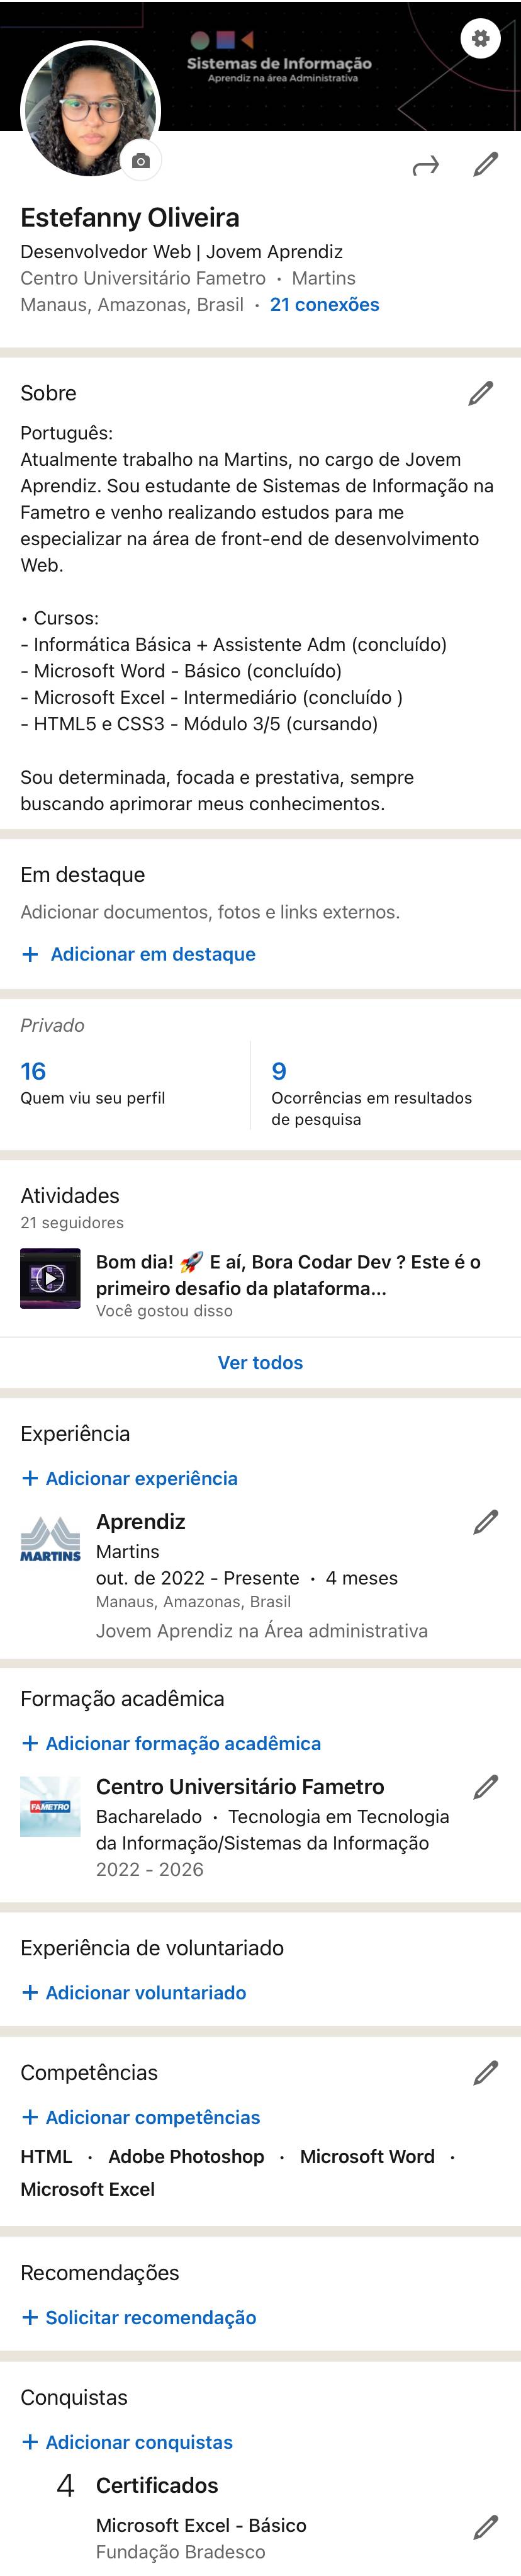 Sistemas de Informação
Aprendiz na área Administrativa
Estefanny Oliveira
Desenvolvedor Web | Jovem Aprendiz
Centro Universitário Fametro · Martins
Manaus, Amazonas, Brasil · 21 conexões
Sobre
Português:
Atualmente trabalho na Martins, no cargo de Jovem
Aprendiz. Sou estudante de Sistemas de Informação na
Fametro e venho realizando estudos para me
especializar na área de front-end de desenvolvimento
Web.
• Cursos:
- Informática Básica + Assistente Adm (concluído)
- Microsoft Word - Básico (concluído)
- Microsoft Excel - Intermediário (concluído )
- HTML5 e CSS3 - Módulo 3/5 (cursando)
Sou determinada, focada e prestativa, sempre
buscando aprimorar meus conhecimentos.
Em destaque
Adicionar documentos, fotos e links externos.
+ Adicionar em destaque
Privado
16
Quem viu seu perfil
9
Ocorrências em resultados
de pesquisa
Atividades
21 seguidores
Bom dia! 🚀 E aí, Bora Codar Dev ? Este é o
primeiro desafio da plataforma...
Você gostou disso
Ver todos
Experiência
+ Adicionar experiência
MARTINS
Aprendiz
Martins
out. de 2022 - Presente · 4 meses
Manaus, Amazonas, Brasil
Jovem Aprendiz na Área administrativa
Formação acadêmica
+ Adicionar formação acadêmica
FAMETRO
Centro Universitário Fametro
Bacharelado · Tecnologia em Tecnologia
da Informação/Sistemas da Informação
2022 - 2026
Experiência de voluntariado
+ Adicionar voluntariado
Competências
+ Adicionar competências
HTML · Adobe Photoshop · Microsoft Word ·
Microsoft Excel
Recomendações
+ Solicitar recomendação
Conquistas
+ Adicionar conquistas
4 Certificados
Microsoft Excel - Básico
Fundação Bradesco